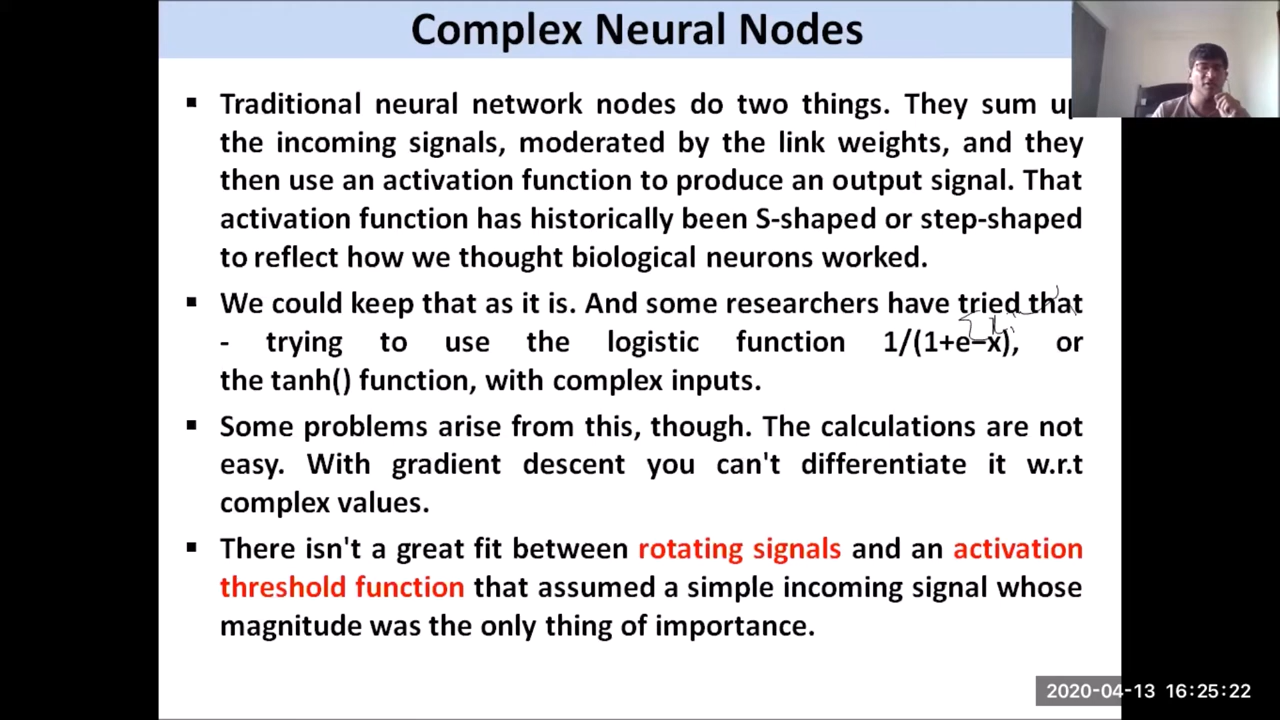 Complex Neural Nodes
▪ Traditional neural network nodes do two things. They sum up
the incoming signals, moderated by the link weights, and they
then use an activation function to produce an output signal. That
activation function has historically been S-shaped or step-shaped
to reflect how we thought biological neurons worked.
▪ We could keep that as it is. And some researchers have tried that
- trying to use the logistic function 1/(1+e−x), or
the tanh() function, with complex inputs.
▪ Some problems arise from this, though. The calculations are not
easy. With gradient descent you can't differentiate it w.r.t
complex values.
▪ There isn't a great fit between rotating signals and an activation
threshold function that assumed a simple incoming signal whose
magnitude was the only thing of importance.
2020-04-13 16:25:22